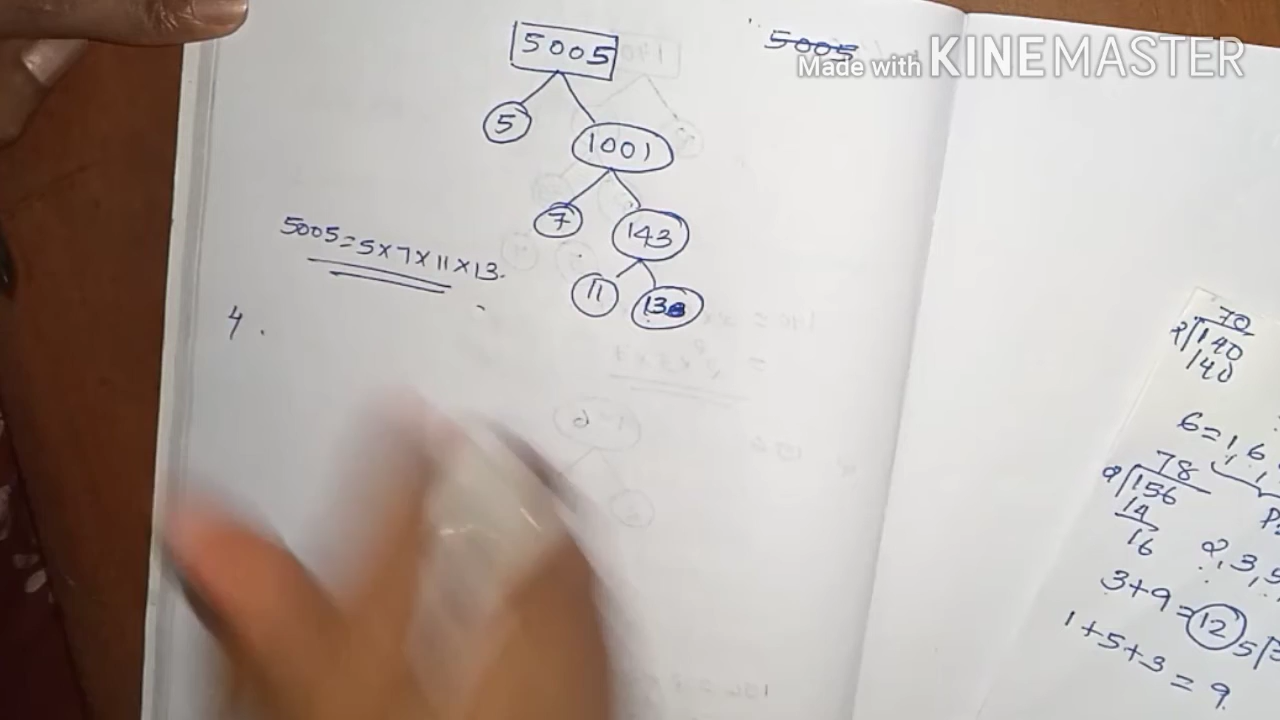 5005
5005
Made with KINEMASTER
5
1001
7
143
5005 = 5 × 7 × 11 × 13.
11
13
4.
70
2 140
140
6 = 1, 6
78
2 156
14
16
2, 3, 5
3 + 9 = 12
1 + 5 + 3 = 9